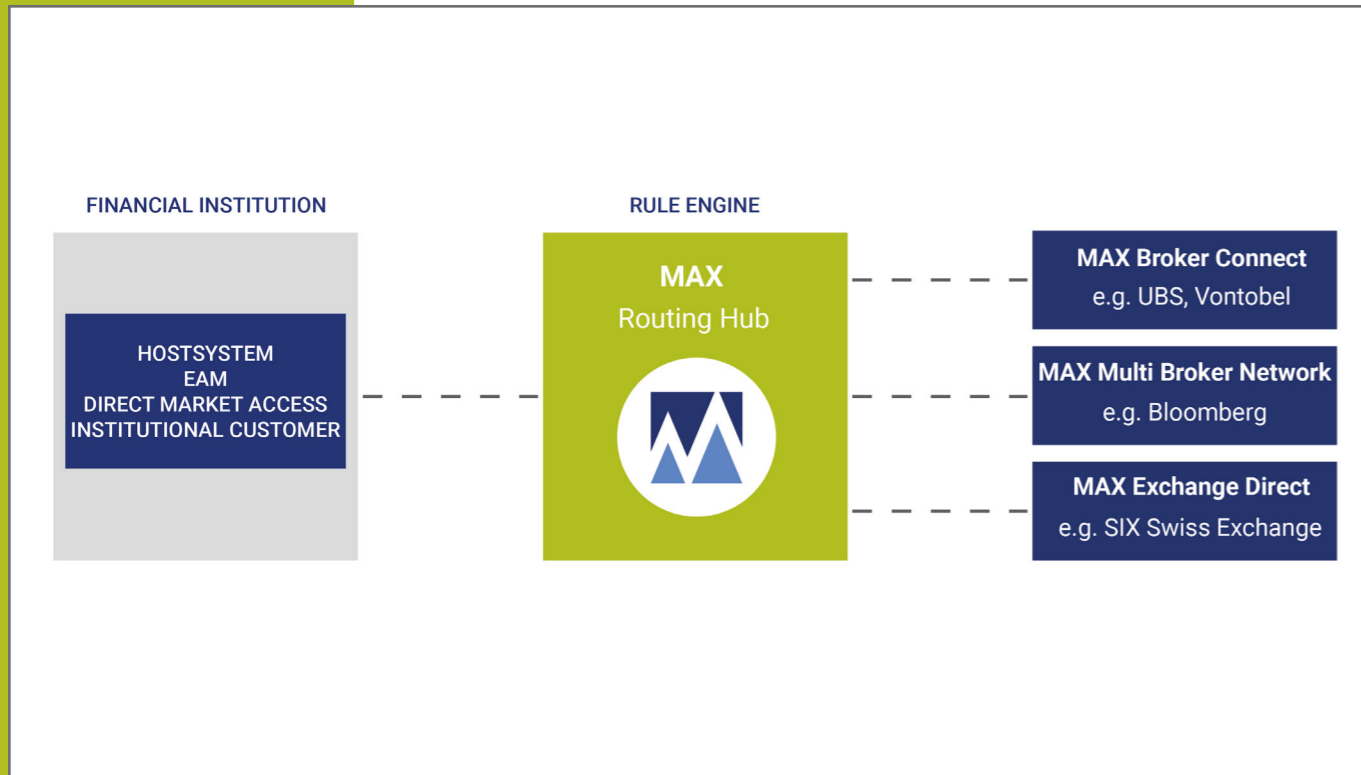 FINANCIAL INSTITUTION
HOSTSYSTEM
EAM
DIRECT MARKET ACCESS
INSTITUTIONAL CUSTOMER
RULE ENGINE
MAX
Routing Hub
MAX Broker Connect
e.g. UBS, Vontobel
MAX Multi Broker Network
e.g. Bloomberg
MAX Exchange Direct
e.g. SIX Swiss Exchange